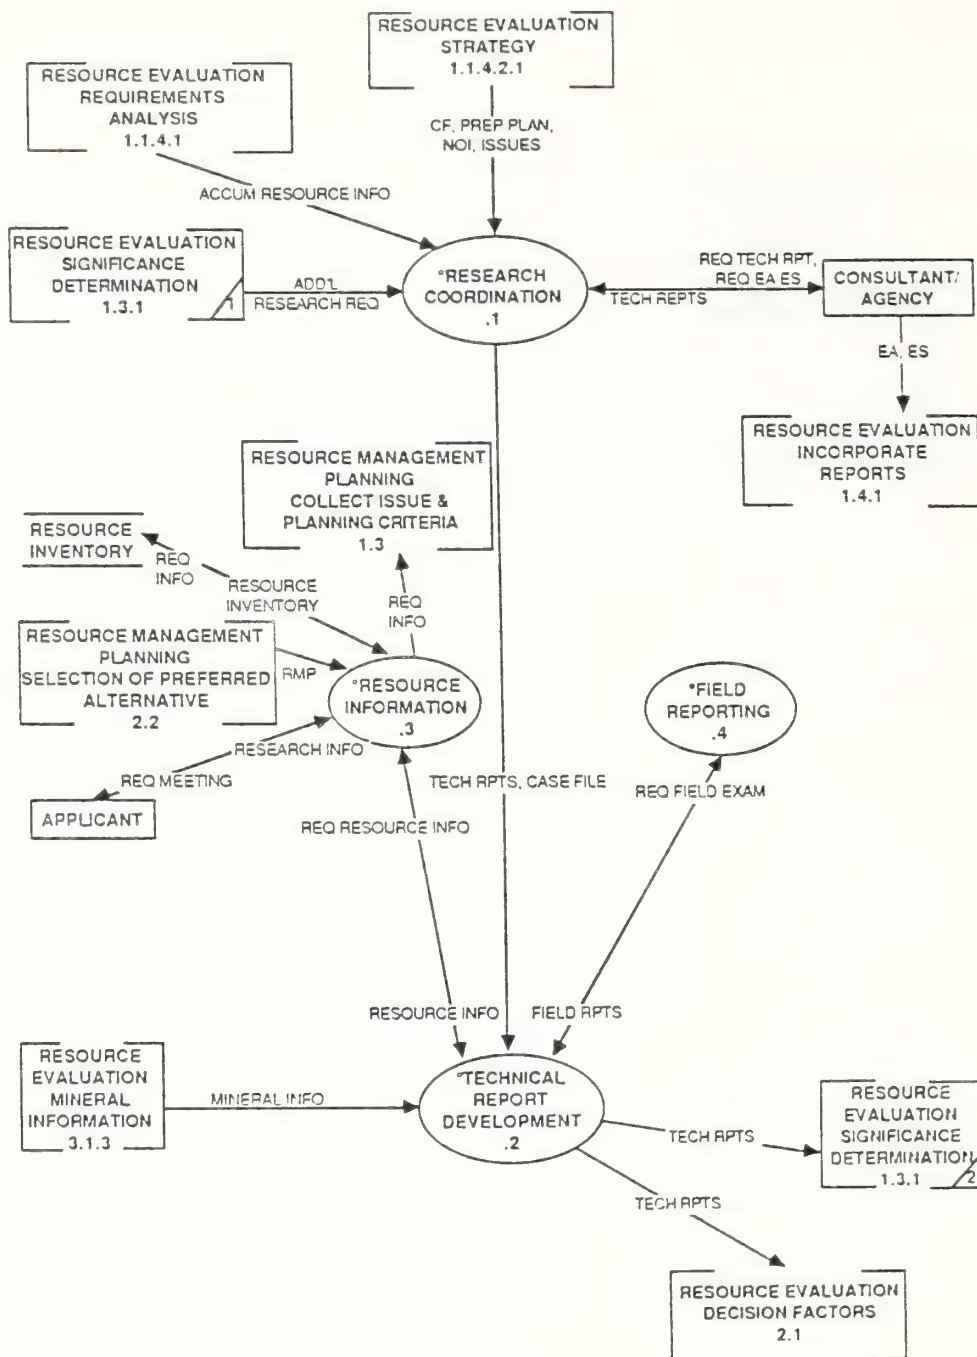 RESOURCE EVALUATION
STRATEGY
1.1.4.2.1
RESOURCE EVALUATION
REQUIREMENTS
ANALYSIS
1.1.4.1
CF, PREP PLAN,
NOI, ISSUES
ACCUM RESOURCE INFO
RESOURCE EVALUATION
SIGNIFICANCE
DETERMINATION
1.3.1
1
ADD'L
RESEARCH REQ
*RESEARCH
COORDINATION
.1
REQ TECH RPT,
REQ EA ES
TECH REPTS
CONSULTANT/
AGENCY
EA, ES
RESOURCE EVALUATION
INCORPORATE
REPORTS
1.4.1
RESOURCE MANAGEMENT
PLANNING
COLLECT ISSUE &
PLANNING CRITERIA
1.3
RESOURCE
INVENTORY
REQ
INFO
RESOURCE
INVENTORY
REQ
INFO
RESOURCE MANAGEMENT
PLANNING
SELECTION OF PREFERRED
ALTERNATIVE
2.2
RMP
*RESOURCE
INFORMATION
.3
*FIELD
REPORTING
.4
RESEARCH INFO
REQ MEETING
APPLICANT
TECH RPTS, CASE FILE
REQ FIELD EXAM
REQ RESOURCE INFO
RESOURCE INFO
FIELD RPTS
RESOURCE
EVALUATION
MINERAL
INFORMATION
3.1.3
MINERAL INFO
*TECHNICAL
REPORT
DEVELOPMENT
.2
TECH RPTS
RESOURCE
EVALUATION
SIGNIFICANCE
DETERMINATION
1.3.1
2
TECH RPTS
RESOURCE EVALUATION
DECISION FACTORS
2.1